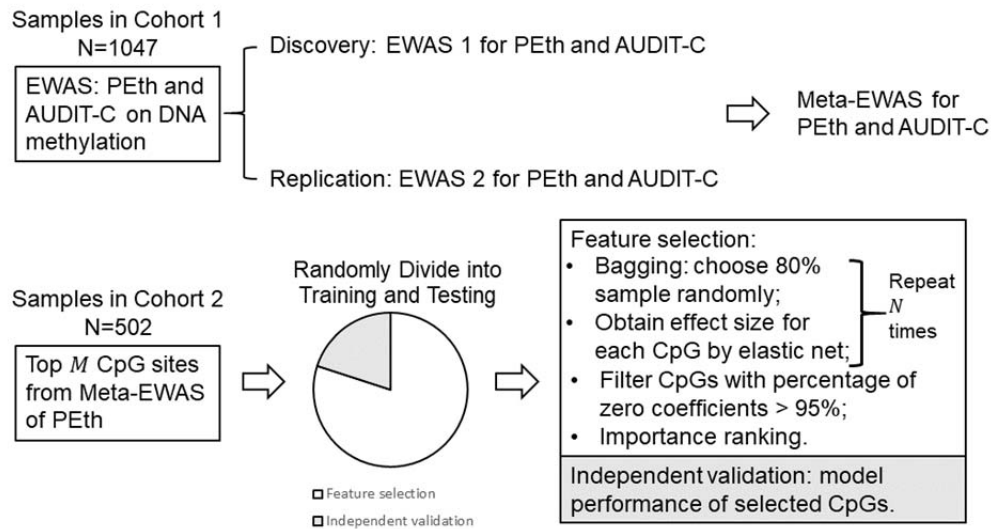 Samples in Cohort 1
N=1047
EWAS: PEth and
AUDIT-C on DNA
methylation
Discovery: EWAS 1 for PEth and AUDIT-C
Replication: EWAS 2 for PEth and AUDIT-C
Meta-EWAS for
PEth and AUDIT-C
Samples in Cohort 2
N=502
Top M CpG sites
from Meta-EWAS
of PEth
Randomly Divide into
Training and Testing
Feature selection
Independent validation
Feature selection:
• Bagging: choose 80%
sample randomly;
• Obtain effect size for
each CpG by elastic net;
Repeat
N
times
• Filter CpGs with percentage of
zero coefficients > 95%;
• Importance ranking.
Independent validation: model
performance of selected CpGs.